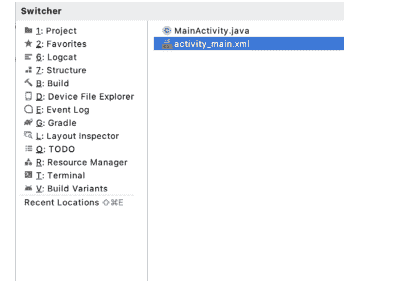 Switcher
1: Project
2: Favorites
6: Logcat
7: Structure
B: Build
D: Device File Explorer
E: Event Log
G: Gradle
L: Layout Inspector
O: TODO
R: Resource Manager
T: Terminal
V: Build Variants
Recent Locations ⇧⌘E
MainActivity.java
activity_main.xml